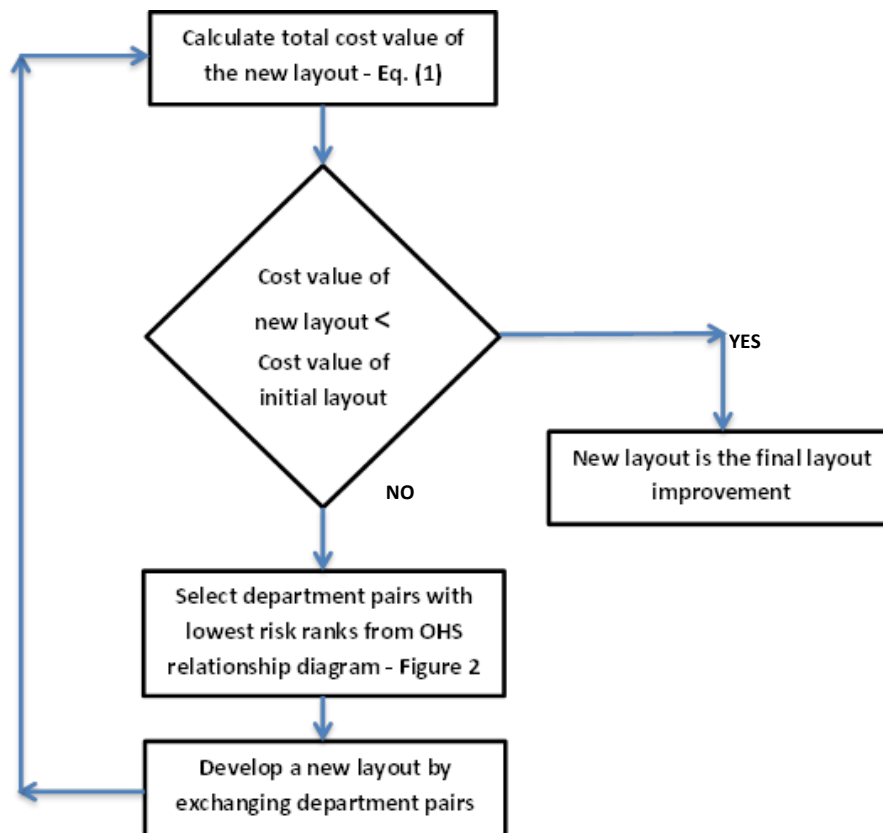 Calculate total cost value of
the new layout - Eq. (1)
Cost value of
new layout <
Cost value of
initial layout
YES
New layout is the final layout
improvement
NO
Select department pairs with
lowest risk ranks from OHS
relationship diagram - Figure 2
Develop a new layout by
exchanging department pairs